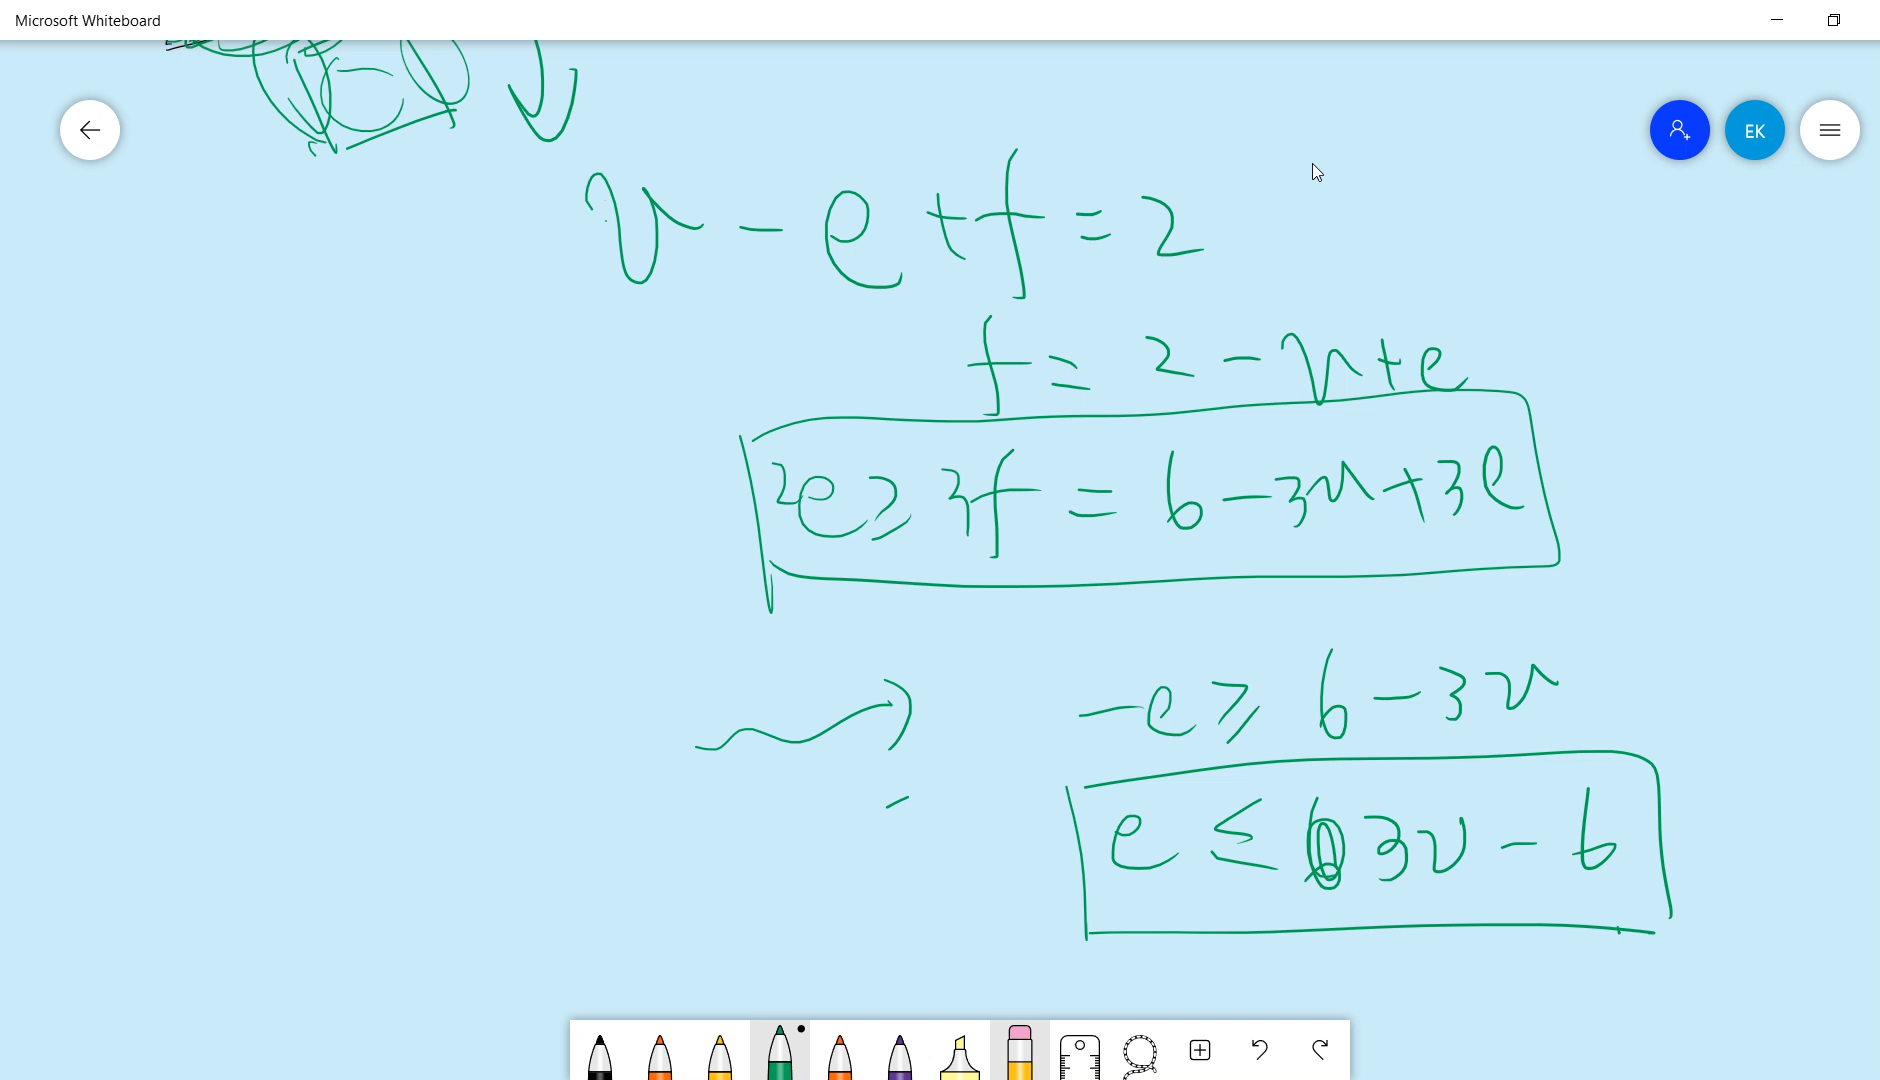 Microsoft Whiteboard
EK
v - e + f = 2
f = 2 - v + e
2e ≥ 3f = 6 - 3v + 3e
-e ≥ 6 - 3v
e ≤ 3v - 6